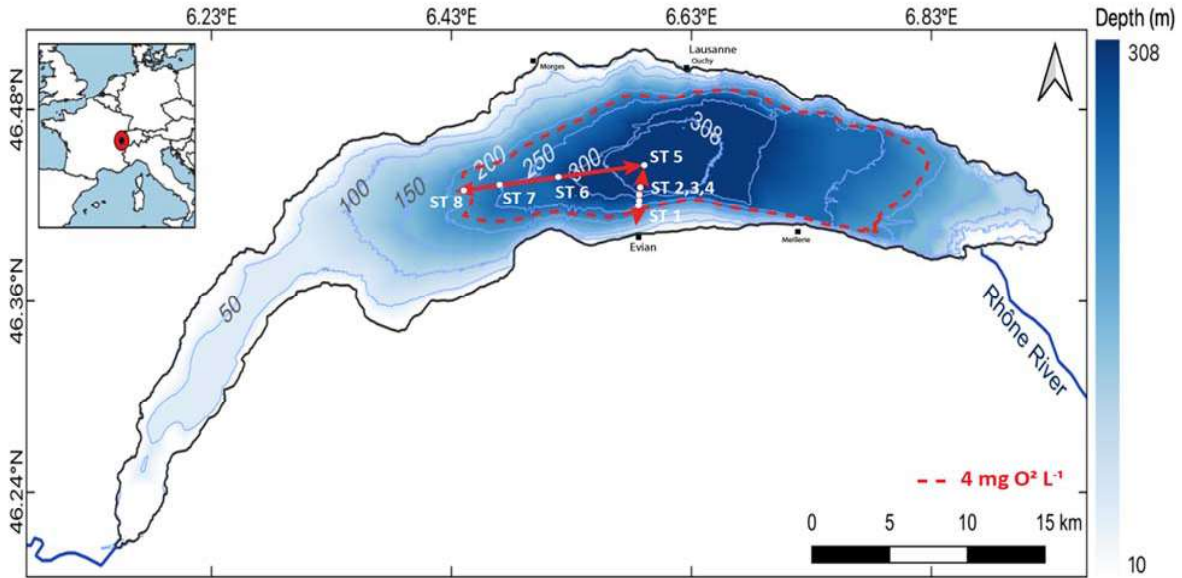 6.23°E 6.43°E 6.63°E 6.83°E
Depth (m)
308
10
46.48°N
46.36°N
46.24°N
Lausanne
Ouchy
Morges
308
300
250
200
150
100
50
ST 5
ST 2,3,4
ST 1
ST 6
ST 7
ST 8
Evian
Meillerie
Rhône River
4 mg O² L⁻¹
0 5 10 15 km